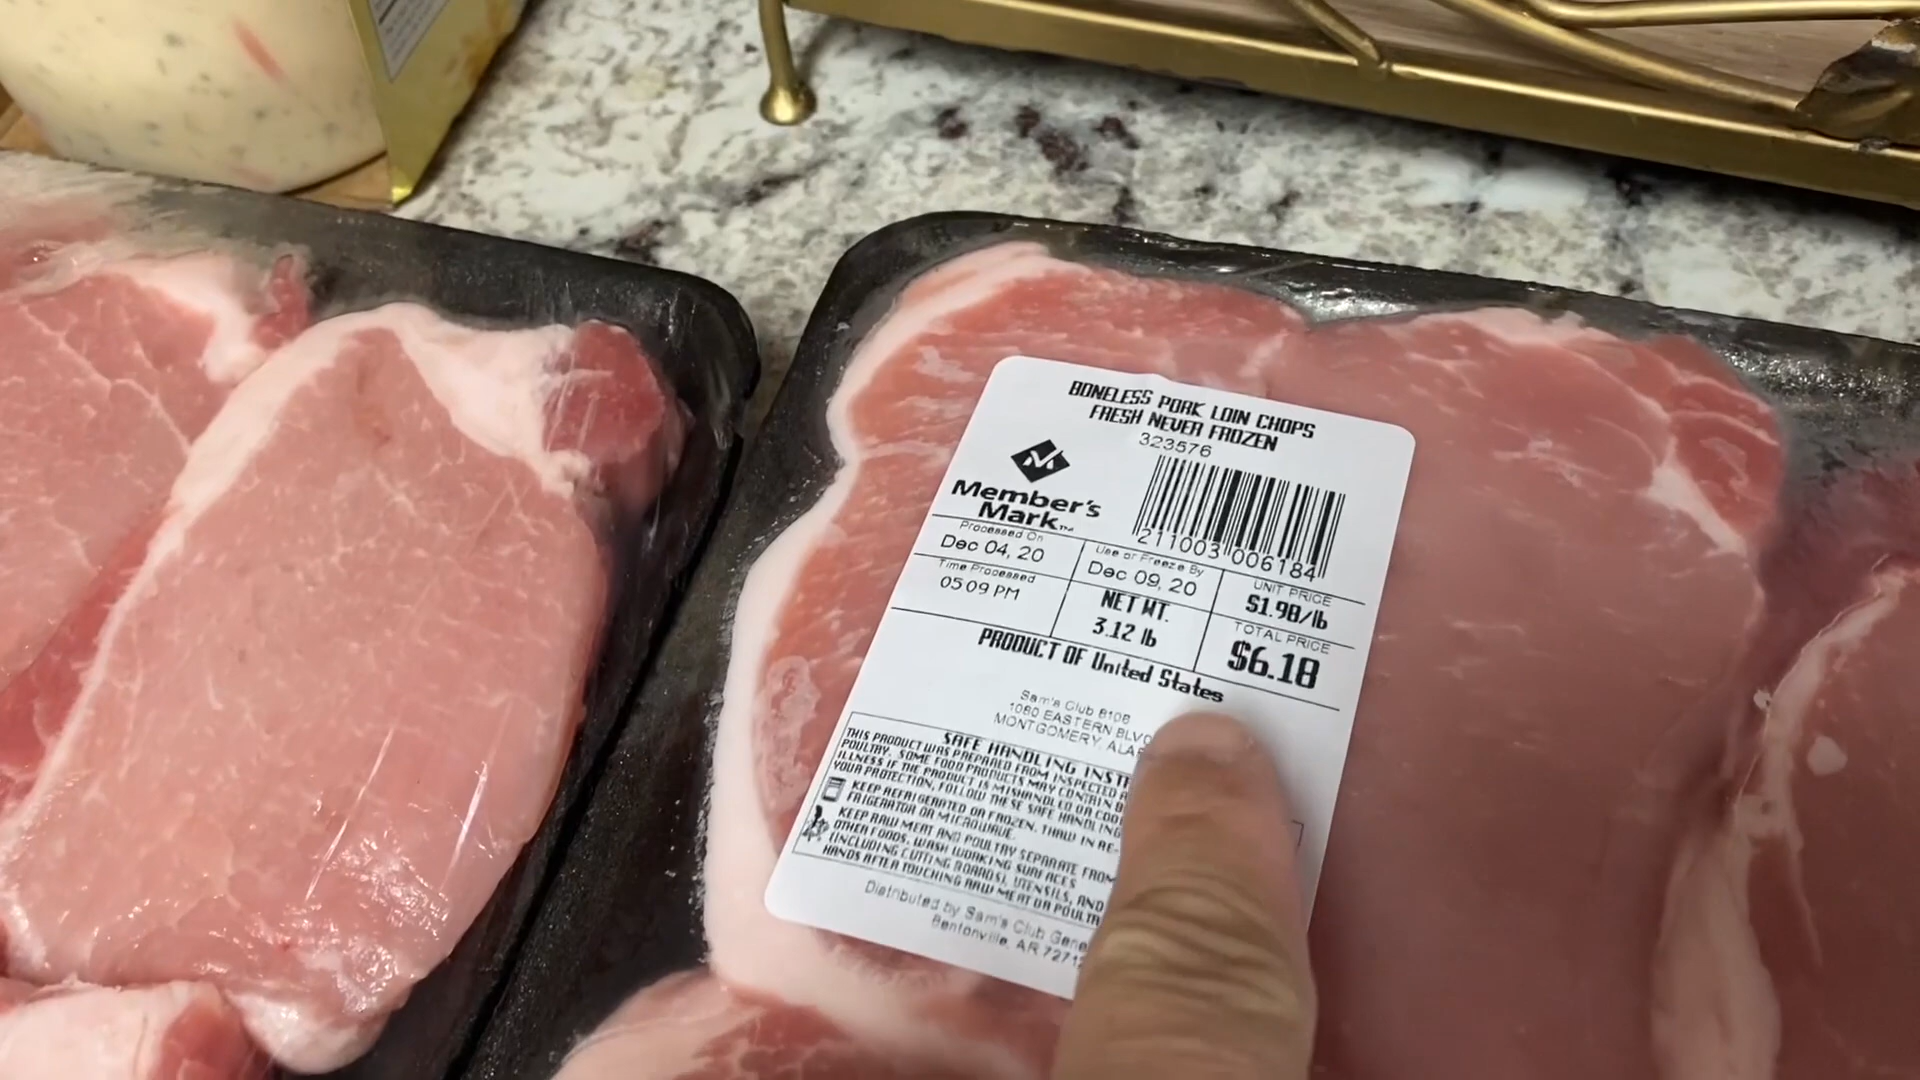 BONELESS PORK LOIN CHOPS
FRESH NEVER FROZEN
323576
Member's
Mark™
211003 006184
Processed On
Dec 04, 20
Use or Freeze By
Dec 09, 20
UNIT PRICE
$1.98/lb
Time Processed
05:09 PM
NET WT.
3.12 lb
TOTAL PRICE
$6.18
PRODUCT OF United States
Sam's Club 8108
1080 EASTERN BLVD
MONTGOMERY, ALA
SAFE HANDLING INST
THIS PRODUCT WAS PREPARED FROM INSPECTED
POULTRY. SOME FOOD PRODUCTS MAY CONTAIN
ILLNESS IF THE PRODUCT IS MISHANDLED OR COO
YOUR PROTECTION, FOLLOW THESE SAFE HANDLING
KEEP REFRIGERATED OR FROZEN. THAW IN RE-
FRIGERATOR OR MICROWAVE.
KEEP RAW MEAT AND POULTRY SEPARATE FROM
OTHER FOODS. WASH WORKING SURFACES
(INCLUDING CUTTING BOARDS), UTENSILS, AND
HANDS AFTER TOUCHING RAW MEAT OR POULTR
Distributed by Sam's Club Gene
Bentonville, AR 72712